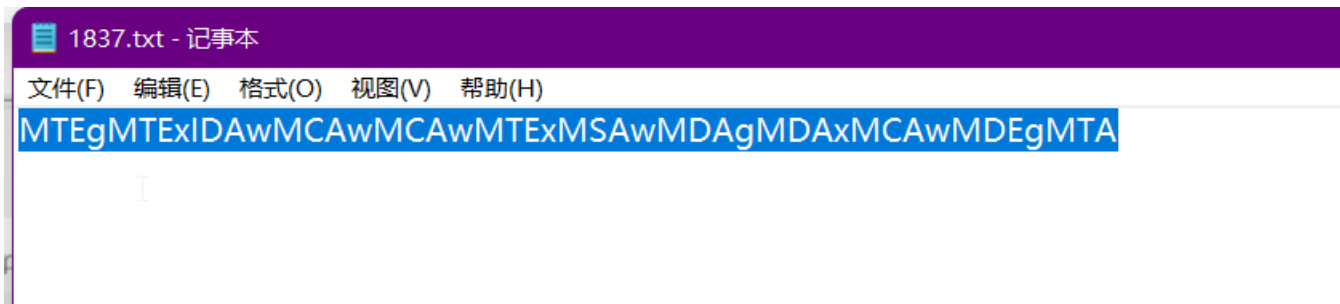 1837.txt - 记事本
文件(F) 编辑(E) 格式(O) 视图(V) 帮助(H)
MTEgMTExIDAwMCAwMCAwMTExMSAwMDAgMDAxMCAwMDEgMTA